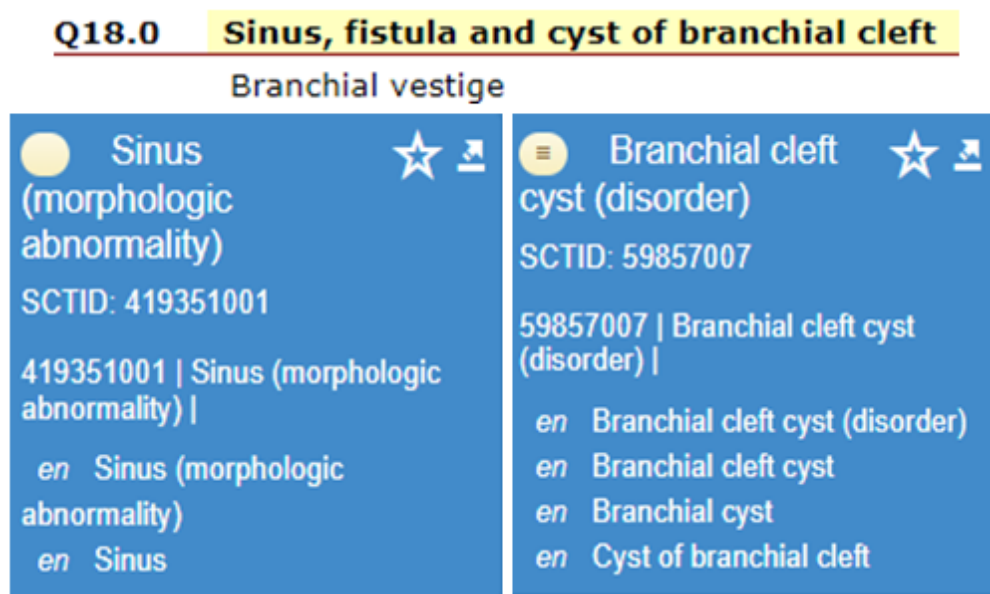 Q18.0 Sinus, fistula and cyst of branchial cleft
Branchial vestige
Sinus
(morphologic
abnormality)
SCTID: 419351001
419351001 | Sinus (morphologic
abnormality) |
en Sinus (morphologic
abnormality)
en Sinus
Branchial cleft
cyst (disorder)
SCTID: 59857007
59857007 | Branchial cleft cyst
(disorder) |
en Branchial cleft cyst (disorder)
en Branchial cleft cyst
en Branchial cyst
en Cyst of branchial cleft